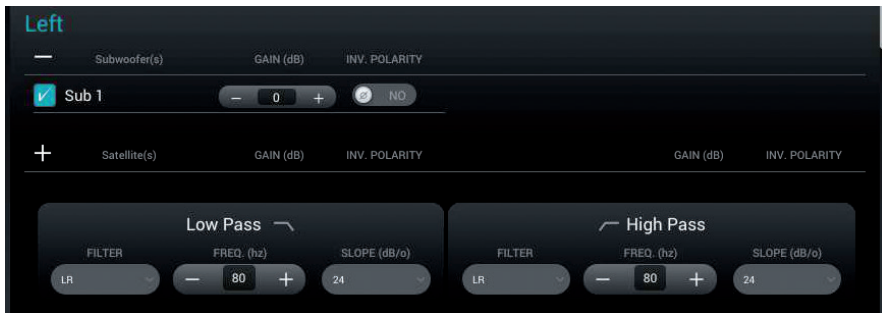 Left
Subwoofer(s) GAIN (dB) INV. POLARITY
Sub 1 − 0 + NO
Satellite(s) GAIN (dB) INV. POLARITY GAIN (dB) INV. POLARITY
Low Pass High Pass
FILTER FREQ. (hz) SLOPE (dB/o) FILTER FREQ. (hz) SLOPE (dB/o)
LR − 80 + 24 LR − 80 + 24